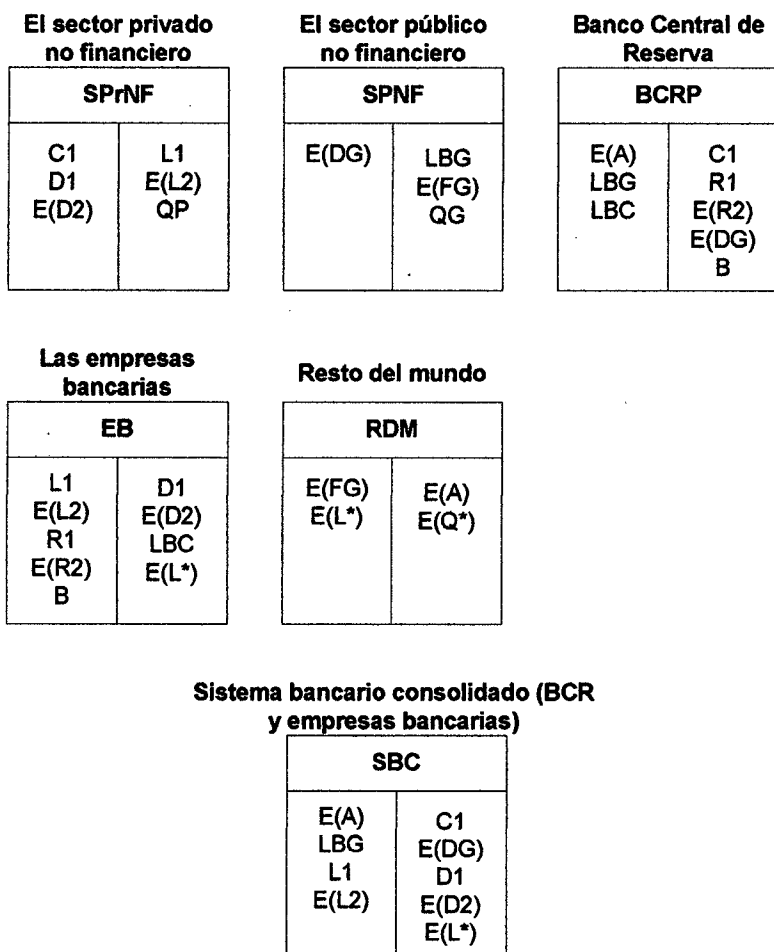 El sector privado
no financiero
SPrNF
C1
D1
E(D2)
L1
E(L2)
QP
El sector público
no financiero
SPNF
E(DG)
LBG
E(FG)
QG
Banco Central de
Reserva
BCRP
E(A)
LBG
LBC
C1
R1
E(R2)
E(DG)
B
Las empresas
bancarias
EB
L1
E(L2)
R1
E(R2)
B
D1
E(D2)
LBC
E(L*)
Resto del mundo
RDM
E(FG)
E(L*)
E(A)
E(Q*)
Sistema bancario consolidado (BCR
y empresas bancarias)
SBC
E(A)
LBG
L1
E(L2)
C1
E(DG)
D1
E(D2)
E(L*)